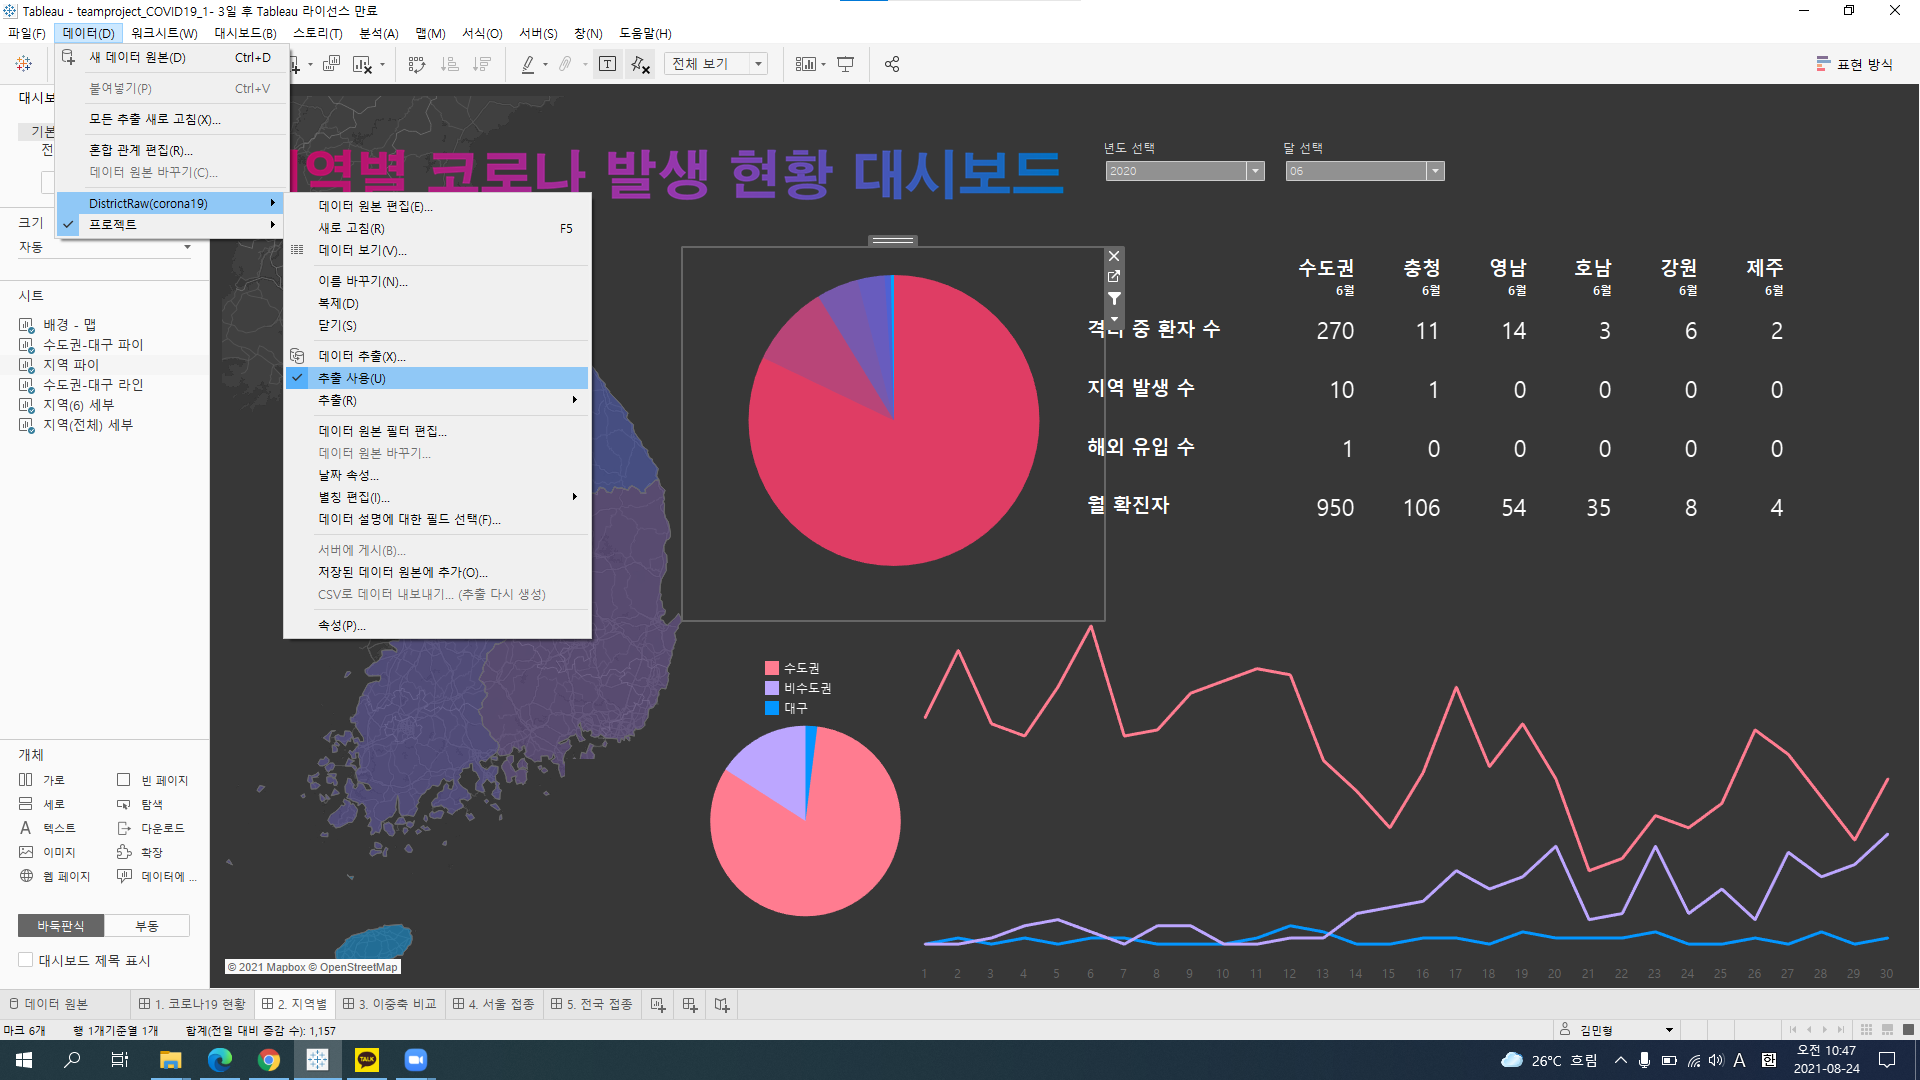 Tableau - teamproject_COVID19_1- 3일 후 Tableau 라이선스 만료
파일(F) 데이터(D) 워크시트(W) 대시보드(B) 스토리(T) 분석(A) 맵(M) 서식(O) 서버(S) 창(N) 도움말(H)
새 데이터 원본(D) Ctrl+D
붙여넣기(P) Ctrl+V
모든 추출 새로 고침(X)...
혼합 관계 편집(R)...
데이터 원본 바꾸기(C)...
DistrictRaw(corona19)
프로젝트
전체 보기
표현 방식
대시보
기본
전
크기
자동
시트
배경 - 맵
수도권-대구 파이
지역 파이
수도권-대구 라인
지역(6) 세부
지역(전체) 세부
데이터 원본 편집(E)...
새로 고침(R) F5
데이터 보기(V)...
이름 바꾸기(N)...
복제(D)
닫기(S)
데이터 추출(X)...
추출 사용(U)
추출(R)
데이터 원본 필터 편집...
데이터 원본 바꾸기...
날짜 속성...
별칭 편집(I)...
데이터 설명에 대한 필드 선택(F)...
서버에 게시(B)...
저장된 데이터 원본에 추가(O)...
CSV로 데이터 내보내기... (추출 다시 생성)
속성(P)...
역별 코로나 발생 현황 대시보드
년도 선택 달 선택
2020 06
수도권 충청 영남 호남 강원 제주
6월 6월 6월 6월 6월 6월
격리 중 환자 수 270 11 14 3 6 2
지역 발생 수 10 1 0 0 0 0
해외 유입 수 1 0 0 0 0 0
월 확진자 950 106 54 35 8 4
수도권
비수도권
대구
1 2 3 4 5 6 7 8 9 10 11 12 13 14 15 16 17 18 19 20 21 22 23 24 25 26 27 28 29 30
© 2021 Mapbox © OpenStreetMap
개체
가로 빈 페이지
세로 탐색
텍스트 다운로드
이미지 확장
웹 페이지 데이터에 ...
바둑판식 부동
대시보드 제목 표시
데이터 원본 1. 코로나19 현황 2. 지역별 3. 이중축 비교 4. 서울 접종 5. 전국 접종
마크 6개 행 1개기준열 1개 합계(전일 대비 증감 수): 1,157
김민형
TALK
26°C 흐림
A 한
오전 10:47
2021-08-24